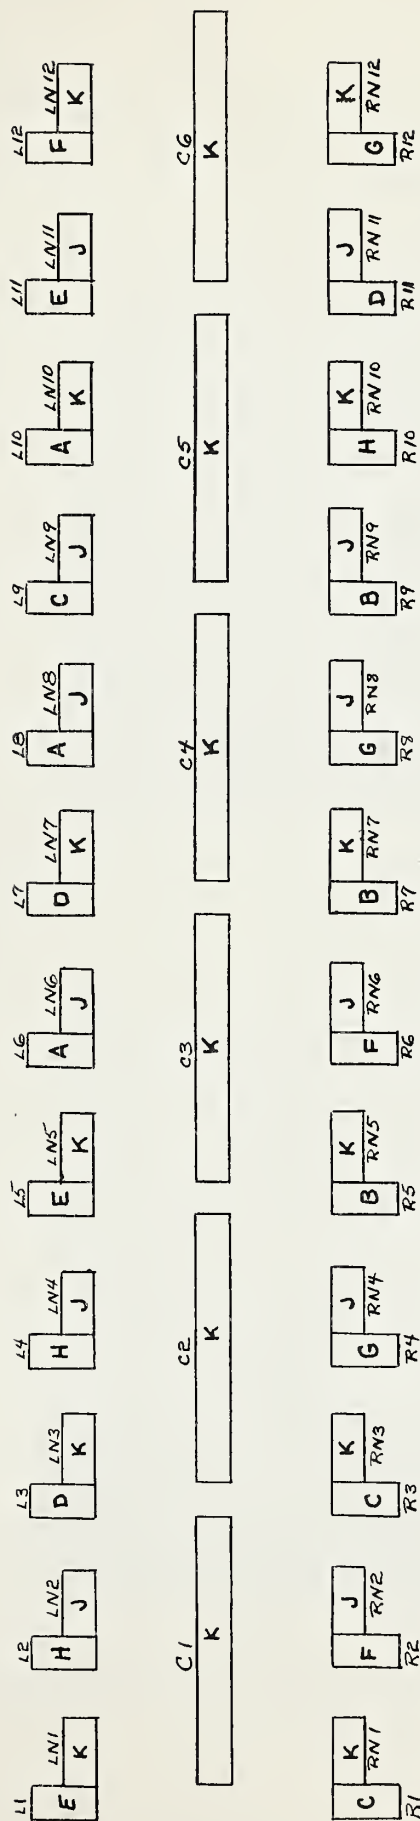 L1 L2 L3 L4 L5 L6 L7 L8 L9 L10 L11 L12
LN1 LN2 LN3 LN4 LN5 LN6 LN7 LN8 LN9 LN10 LN11 LN12
E H D H E A D A C A E F
K J K J K J K J J K J K
C1 C2 C3 C4 C5 C6
K K K K K K
K J K J K J K J J K J K
C F C G B F B G B H D G
RN1 RN2 RN3 RN4 RN5 RN6 RN7 RN8 RN9 RN10 RN11 RN12
R1 R2 R3 R4 R5 R6 R7 R8 R9 R10 R11 R12